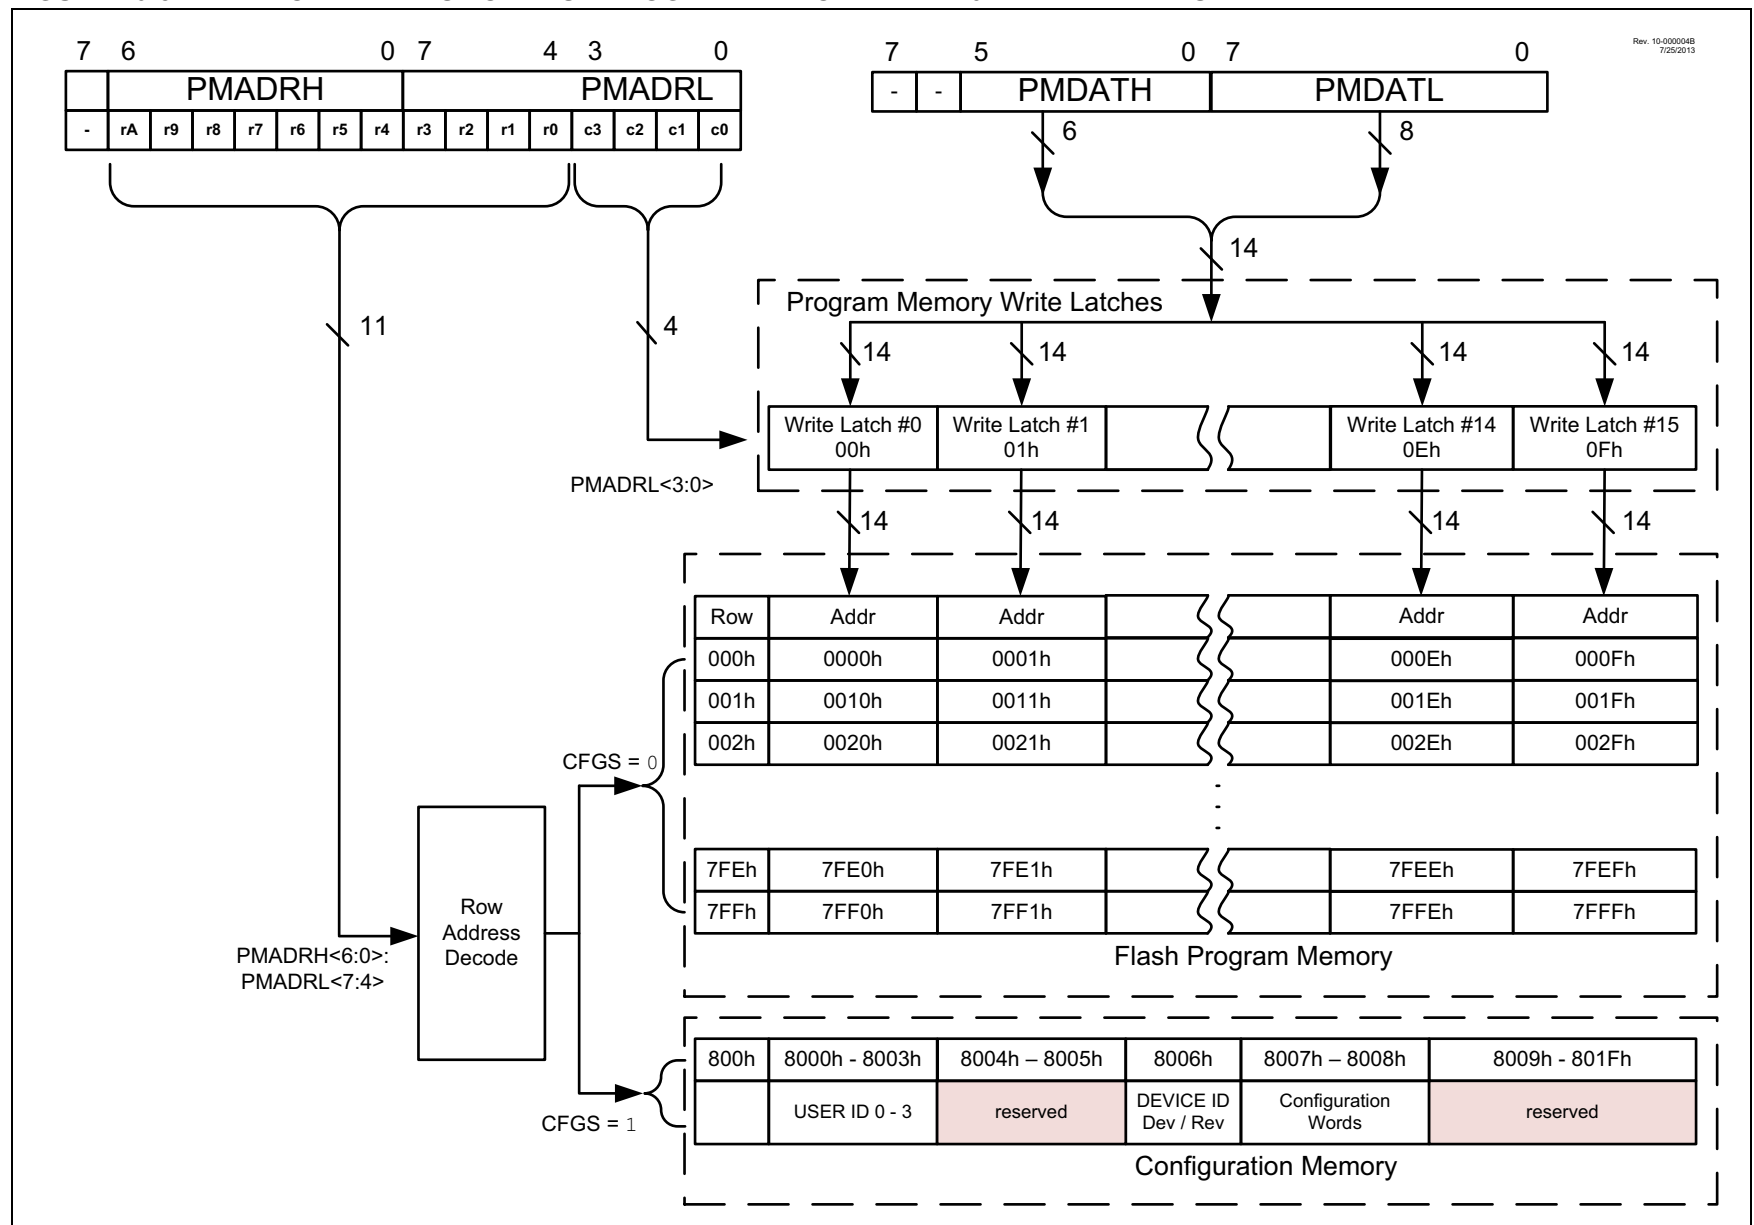 7 6 0 7 4 3 0
PMADRH PMADRL
- rA r9 r8 r7 r6 r5 r4 r3 r2 r1 r0 c3 c2 c1 c0
7 5 0 7 0
- - PMDATH PMDATL
Rev. 10-000004B
7/25/2013
6 8
14
11 4
Program Memory Write Latches
14 14 14 14
Write Latch #0
00h
Write Latch #1
01h
Write Latch #14
0Eh
Write Latch #15
0Fh
PMADRL<3:0>
14 14 14 14
Row Addr Addr Addr Addr
000h 0000h 0001h 000Eh 000Fh
001h 0010h 0011h 001Eh 001Fh
002h 0020h 0021h 002Eh 002Fh
CFGS = 0
7FEh 7FE0h 7FE1h 7FEEh 7FEFh
7FFh 7FF0h 7FF1h 7FFEh 7FFFh
Flash Program Memory
Row
Address
Decode
PMADRH<6:0>:
PMADRL<7:4>
CFGS = 1
800h 8000h - 8003h 8004h – 8005h 8006h 8007h – 8008h 8009h - 801Fh
USER ID 0 - 3
reserved
DEVICE ID
Dev / Rev
Configuration
Words
reserved
Configuration Memory